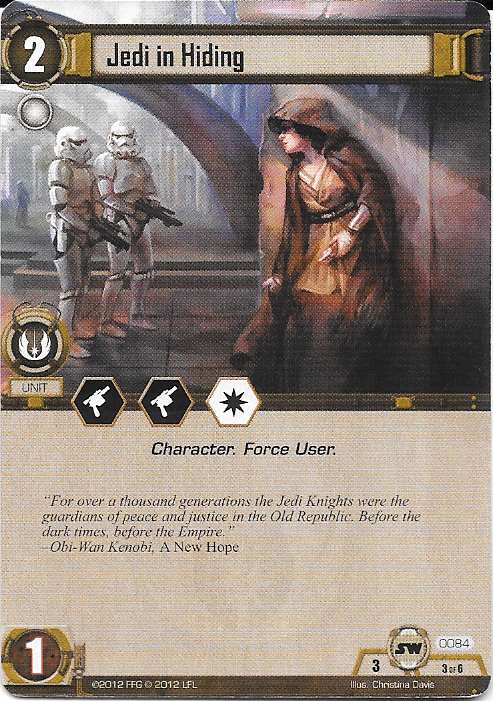 2
Jedi in Hiding
UNIT
Character. Force User.
“For over a thousand generations the Jedi Knights were the
guardians of peace and justice in the Old Republic. Before the
dark times, before the Empire.”
–Obi-Wan Kenobi, A New Hope
1
SW
0084
3
3 OF 6
©2012 FFG © 2012 LFL
Illus. Christina Davis